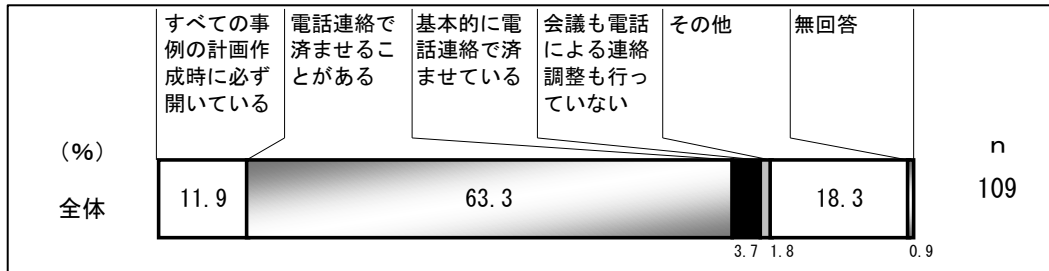 すべての事
例の計画作
成時に必ず
開いている
電話連絡で
済ませるこ
とがある
基本的に電
話連絡で済
ませている
会議も電話
による連絡
調整も行っ
ていない
その他
無回答
(%)
n
全体
11.9
63.3
18.3
109
3.7
1.8
0.9